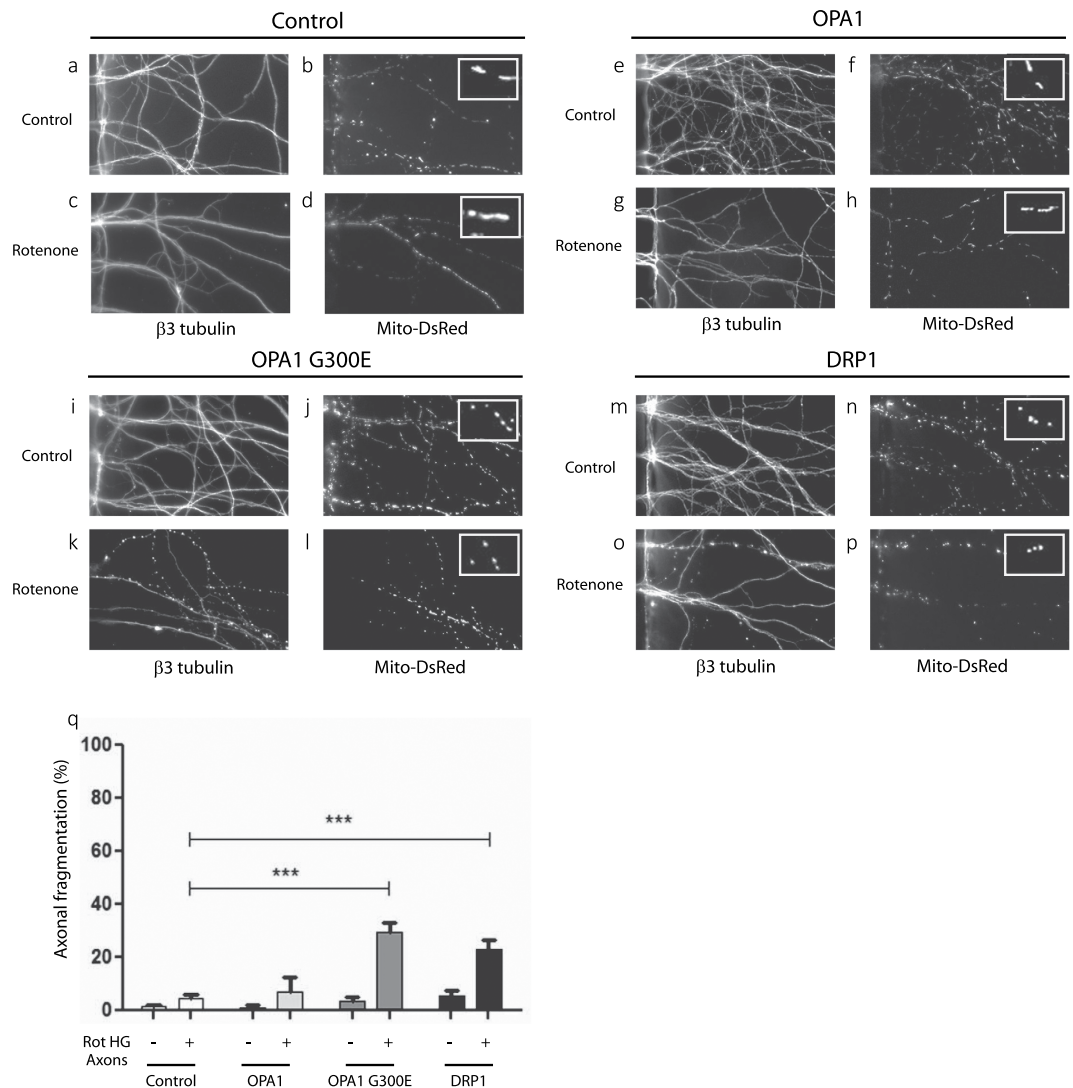 Control
OPA1
a
b
e
f
Control
Control
c
d
g
h
Rotenone
Rotenone
β3 tubulin
Mito-DsRed
β3 tubulin
Mito-DsRed
OPA1 G300E
DRP1
i
j
m
n
Control
Control
k
l
o
p
Rotenone
Rotenone
β3 tubulin
Mito-DsRed
β3 tubulin
Mito-DsRed
q
Axonal fragmentation (%)
100
80
60
40
20
0
***
***
Rot HG - + - + - + - +
Axons
Control OPA1 OPA1 G300E DRP1